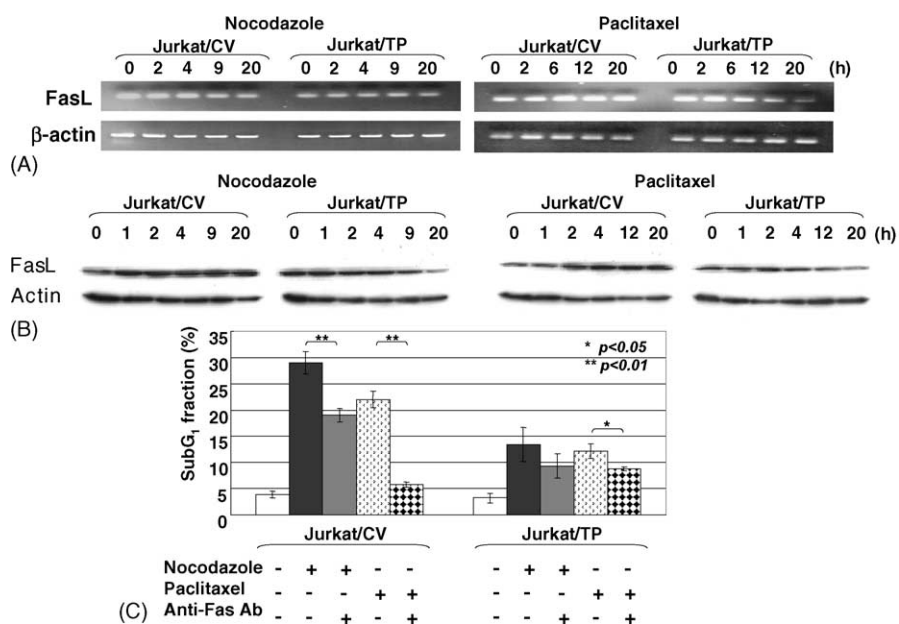 Nocodazole Paclitaxel
Jurkat/CV Jurkat/TP Jurkat/CV Jurkat/TP
0 2 4 9 20 0 2 4 9 20 0 2 6 12 20 0 2 6 12 20 (h)
FasL
β-actin
(A)
Nocodazole Paclitaxel
Jurkat/CV Jurkat/TP Jurkat/CV Jurkat/TP
0 1 2 4 9 20 0 1 2 4 9 20 0 1 2 4 12 20 0 1 2 4 12 20 (h)
FasL
Actin
(B)
SubG1 fraction (%)
35
30
25
20
15
10
5
0
** **
* p<0.05
** p<0.01
*
Jurkat/CV Jurkat/TP
Nocodazole - + + - - - + + - -
Paclitaxel - - - + + - - - + +
(C) Anti-Fas Ab - - + - + - - + - +